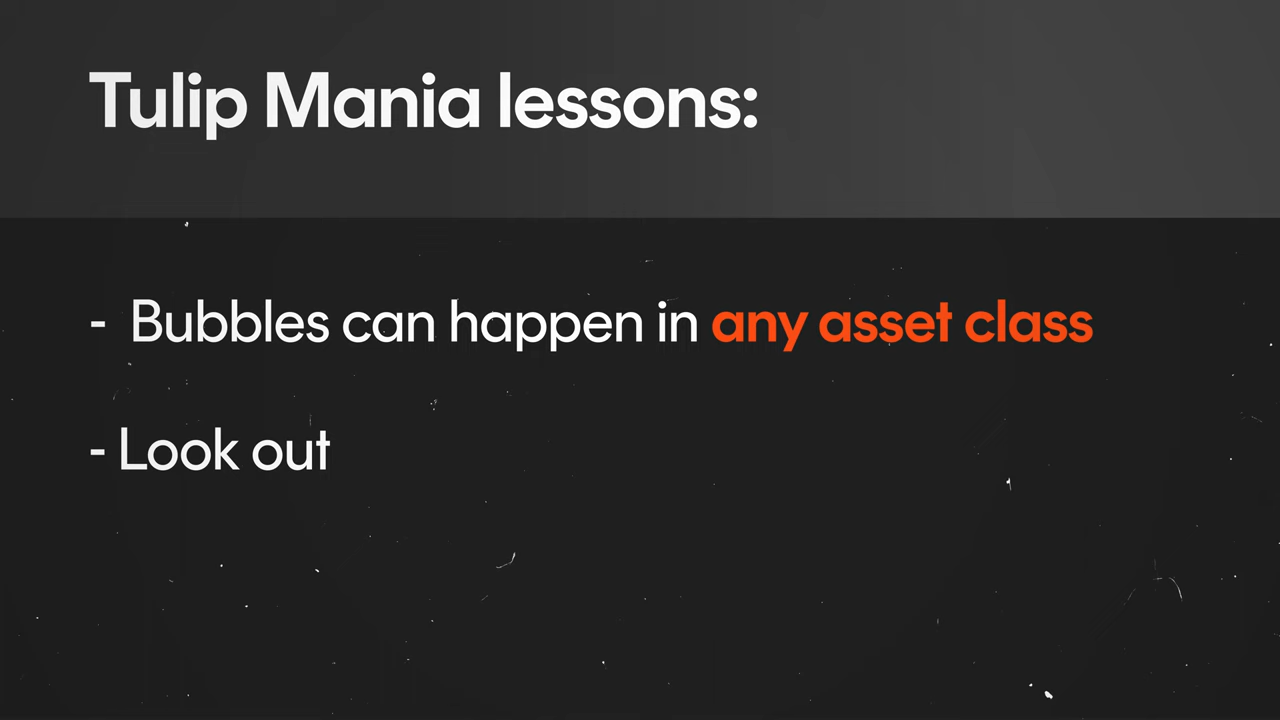 Tulip Mania lessons:
- Bubbles can happen in any asset class
- Look out